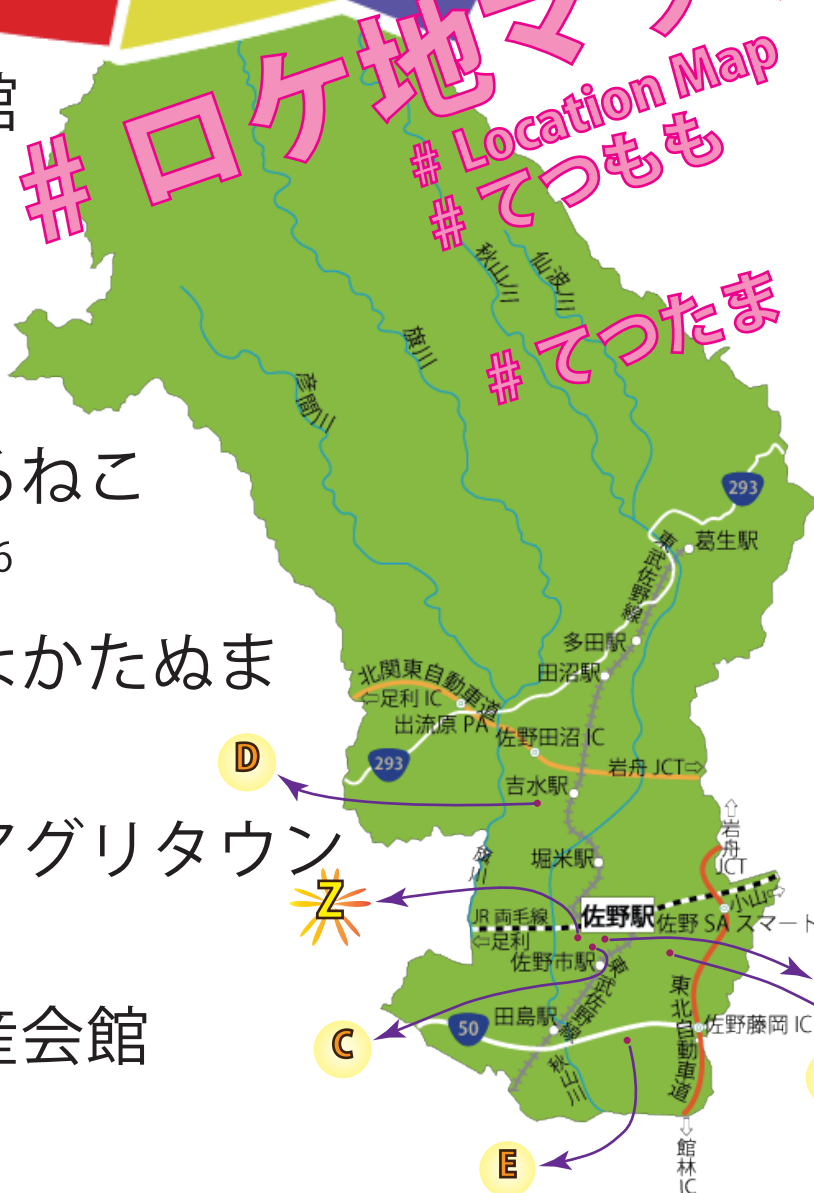 館
# ロケ地マ
# Location Map
# てつもも
# てつたま
秋山川
仙波川
旗川
彦間川
ねこ
6
293
葛生駅
東武佐野線
多田駅
かたぬま
田沼駅
北関東自動車道
⇦足利 IC
出流原 PA
佐野田沼 IC
D
293
岩舟 JCT⇨
吉水駅
アグリタウン
堀米駅
⇧岩舟JCT
旗川
Z
JR 両毛線
佐野駅
小山⇨
佐野 SA スマート
⇦足利
佐野市駅
東武佐野線
産会館
C
50
田島駅
東北自動車道
佐野藤岡 IC
秋山川
E
⇩館林IC